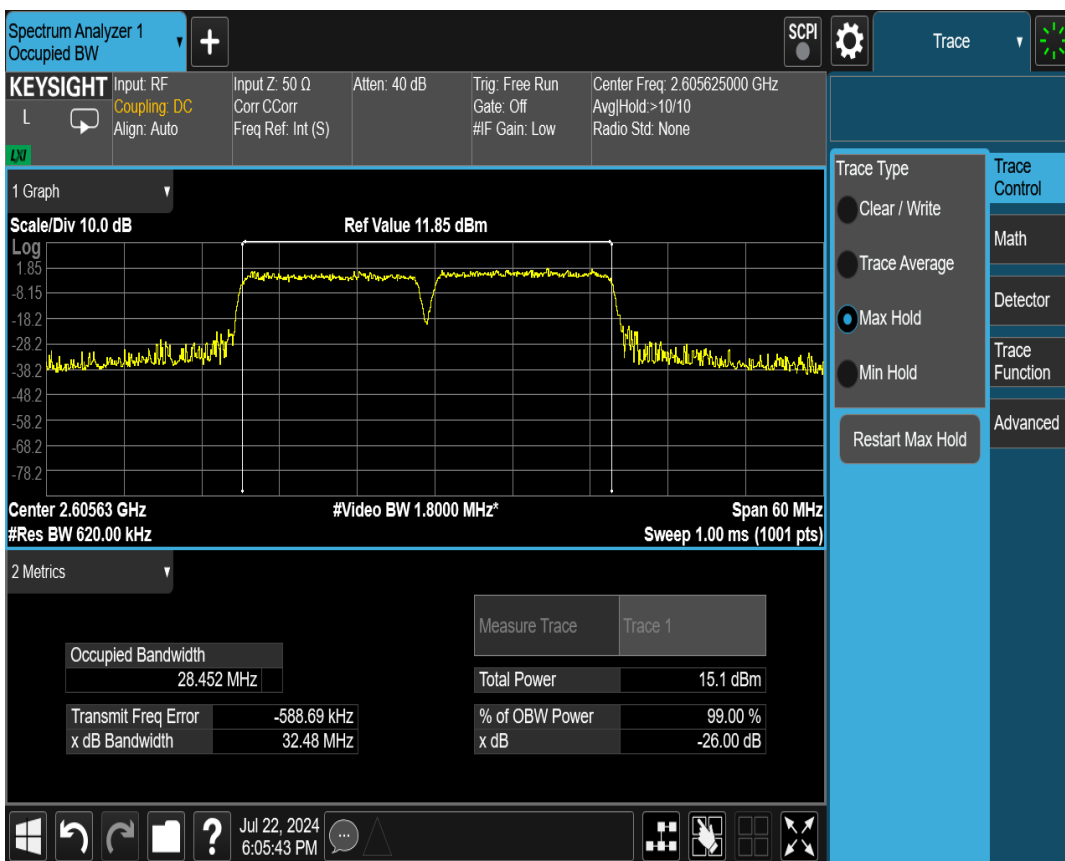 Spectrum Analyzer 1
Occupied BW
+
SCPI
Trace
KEYSIGHT
L
LXI
Input: RF
Coupling: DC
Align: Auto
Input Z: 50 Ω
Corr CCorr
Freq Ref: Int (S)
Atten: 40 dB
Trig: Free Run
Gate: Off
#IF Gain: Low
Center Freq: 2.605625000 GHz
Avg|Hold:>10/10
Radio Std: None
1 Graph
Scale/Div 10.0 dB
Ref Value 11.85 dBm
Log
1.85
-8.15
-18.2
-28.2
-38.2
-48.2
-58.2
-68.2
-78.2
Center 2.60563 GHz
#Video BW 1.8000 MHz*
Span 60 MHz
#Res BW 620.00 kHz
Sweep 1.00 ms (1001 pts)
2 Metrics
Measure Trace
Trace 1
Occupied Bandwidth
28.452 MHz
Total Power
15.1 dBm
Transmit Freq Error
-588.69 kHz
% of OBW Power
99.00 %
x dB Bandwidth
32.48 MHz
x dB
-26.00 dB
Trace Type
Clear / Write
Trace Average
Max Hold
Min Hold
Restart Max Hold
Trace
Control
Math
Detector
Trace
Function
Advanced
?
Jul 22, 2024
6:05:43 PM